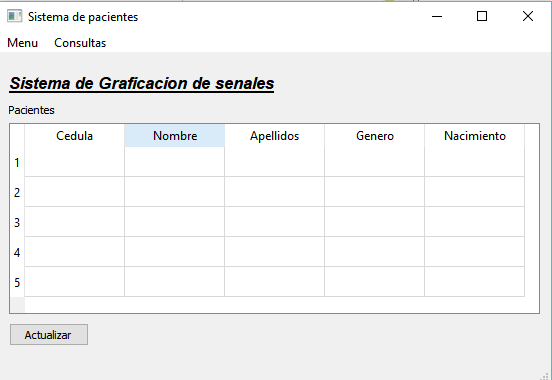 Sistema de pacientes
Menu Consultas
Sistema de Graficacion de senales
Pacientes
Cedula Nombre Apellidos Genero Nacimiento
1
2
3
4
5
Actualizar